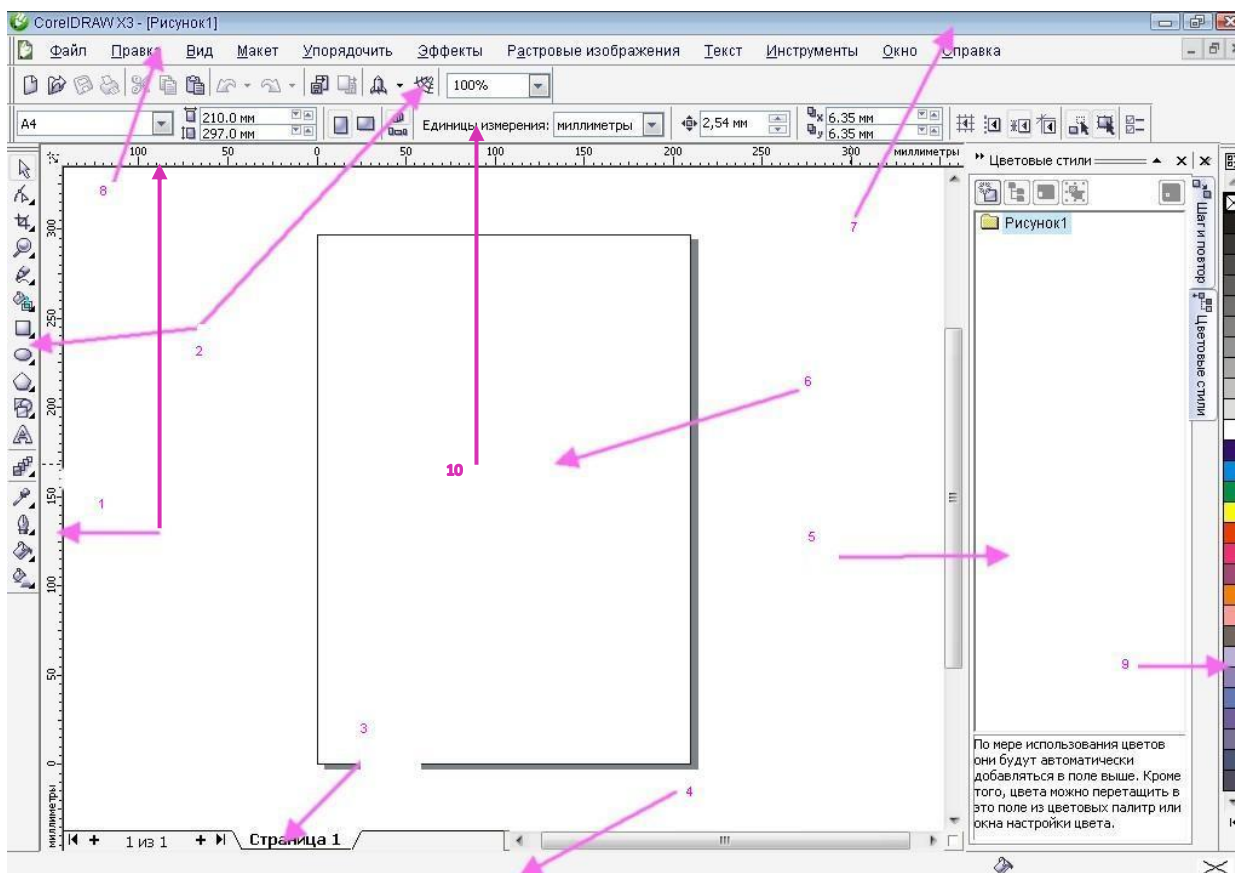 CorelDRAW X3 - [Рисунок1]
Файл Правка Вид Макет Упорядочить Эффекты Растровые изображения Текст Инструменты Окно Справка
100%
A4 210.0 мм Единицы измерения: миллиметры 2,54 мм x 6.35 мм
297.0 мм y 6.35 мм
100 50 0 50 100 150 200 250 300 миллиметры
Цветовые стили
8
7
Рисунок1
Шаги и повтор
Цветовые стили
300
250
2
6
200
10
150
1
5
100
9
50
3
0
4
миллиметры
По мере использования цветов
они будут автоматически
добавляться в поле выше. Кроме
того, цвета можно перетащить в
это поле из цветовых палитр или
окна настройки цвета.
1 из 1 Страница 1